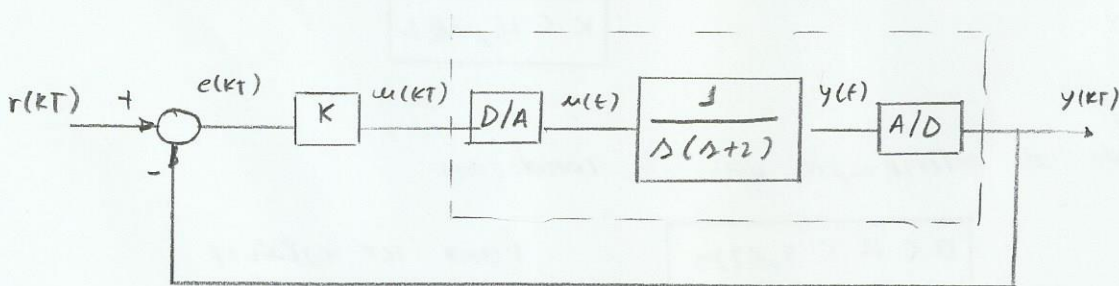 r(KT)
+
-
e(KT)
K
u(KT)
D/A
u(t)
1
s(s+2)
y(t)
A/D
y(KT)